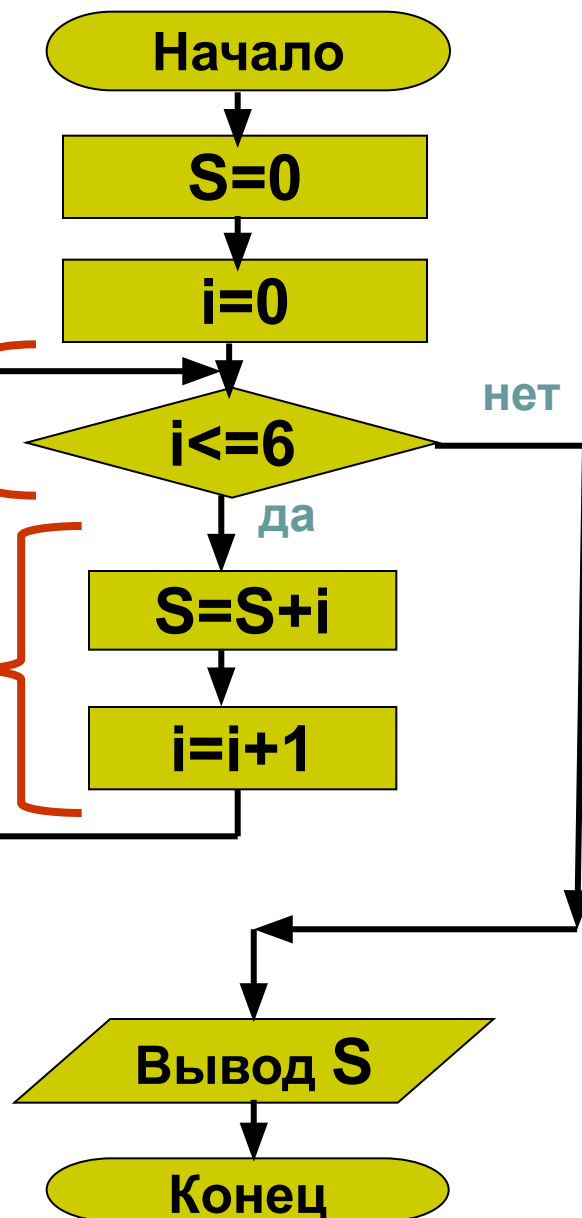 Начало
S=0
i=0
нет
i<=6
да
S=S+i
i=i+1
Вывод S
Конец